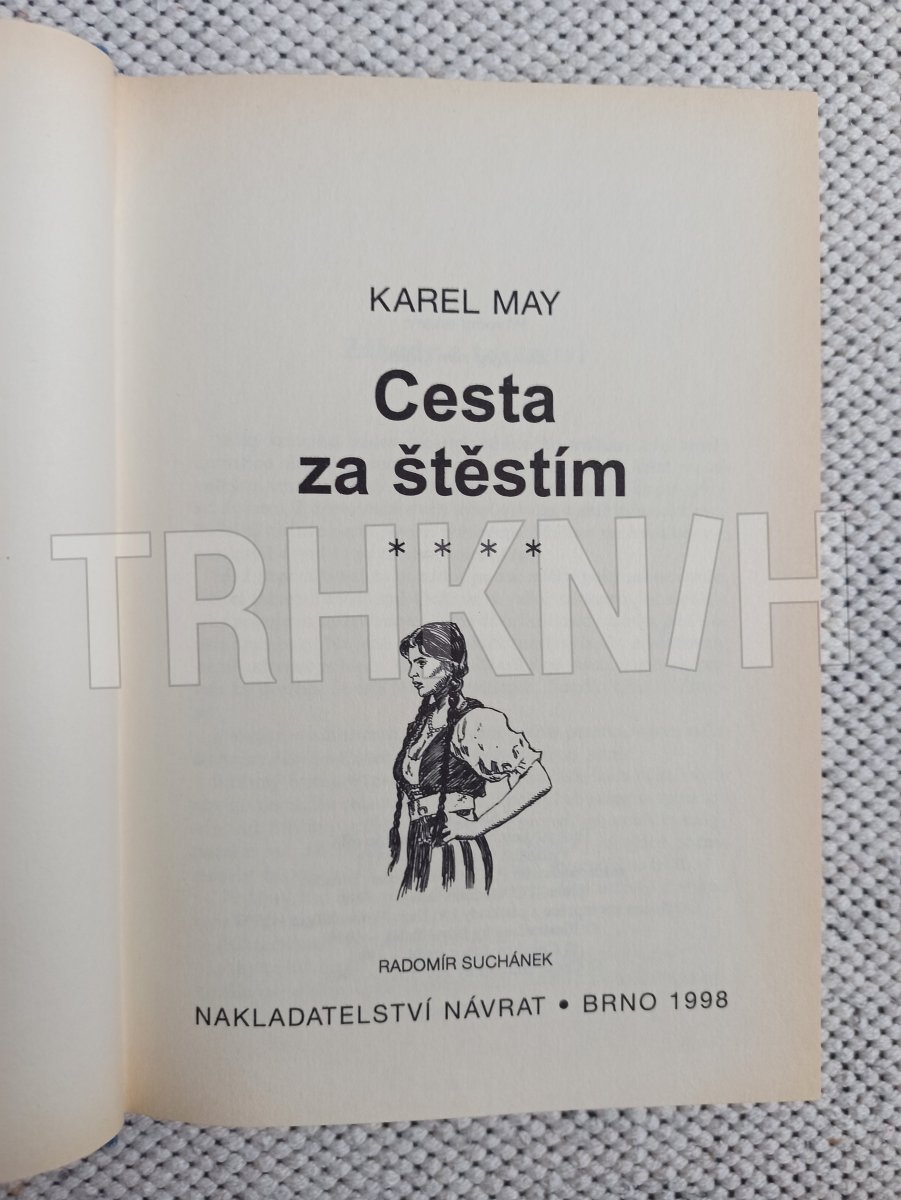 KAREL MAY
Cesta
za štěstím
* * * *
TRHKNIH
RADOMÍR SUCHÁNEK
NAKLADATELSTVÍ NÁVRAT • BRNO 1998